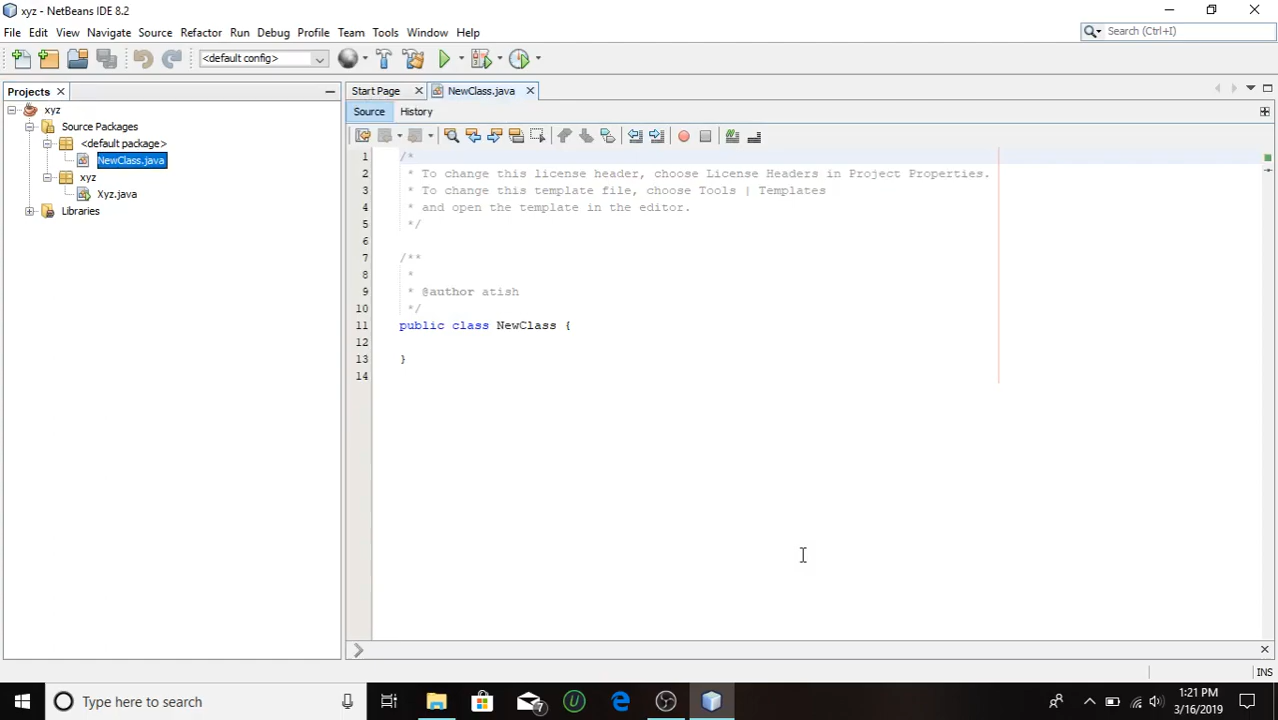 xyz - NetBeans IDE 8.2
File Edit View Navigate Source Refactor Run Debug Profile Team Tools Window Help
Search (Ctrl+I)
<default config>
Projects
Start Page
NewClass.java
xyz
Source History
Source Packages
<default package>
NewClass.java
xyz
Xyz.java
Libraries
1 /*
2 * To change this license header, choose License Headers in Project Properties.
3 * To change this template file, choose Tools | Templates
4 * and open the template in the editor.
5 */
6
7 /**
8 *
9 * @author atish
10 */
11 public class NewClass {
12
13 }
14
INS
Type here to search
7
1:21 PM
3/16/2019